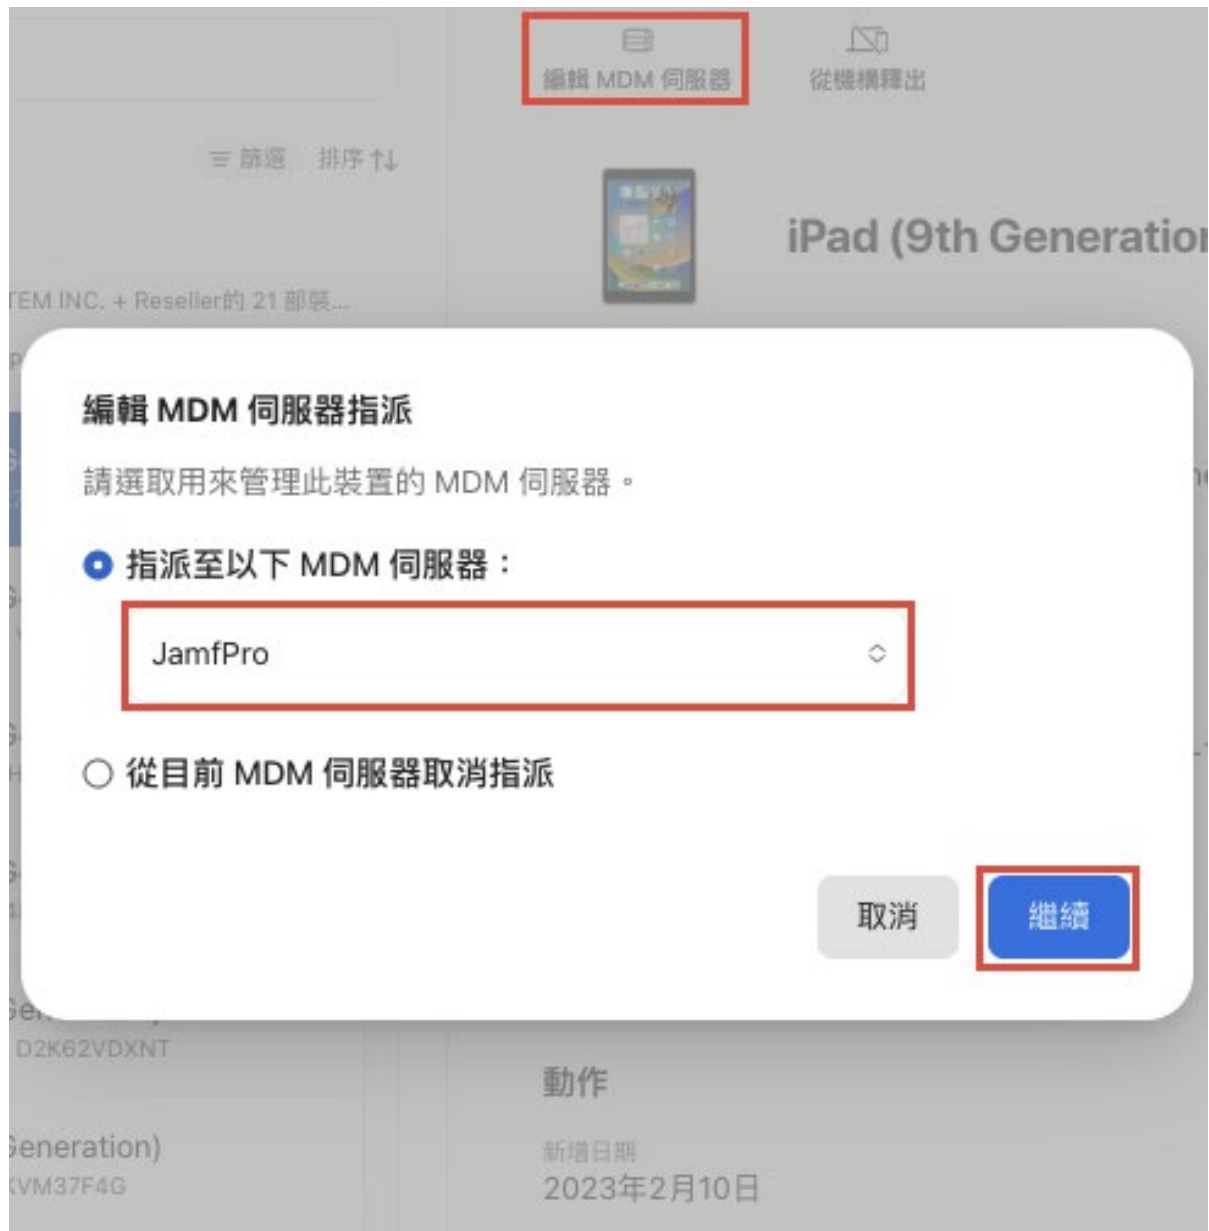 編輯 MDM 伺服器
從機構釋出
篩選 排序
iPad (9th Generation
TEM INC. + Reseller的 21 部裝...
編輯 MDM 伺服器指派
請選取用來管理此裝置的 MDM 伺服器。
指派至以下 MDM 伺服器：
JamfPro
從目前 MDM 伺服器取消指派
取消
繼續
D2K62VDXNT
Generation)
KVM37F4G
動作
新增日期
2023年2月10日